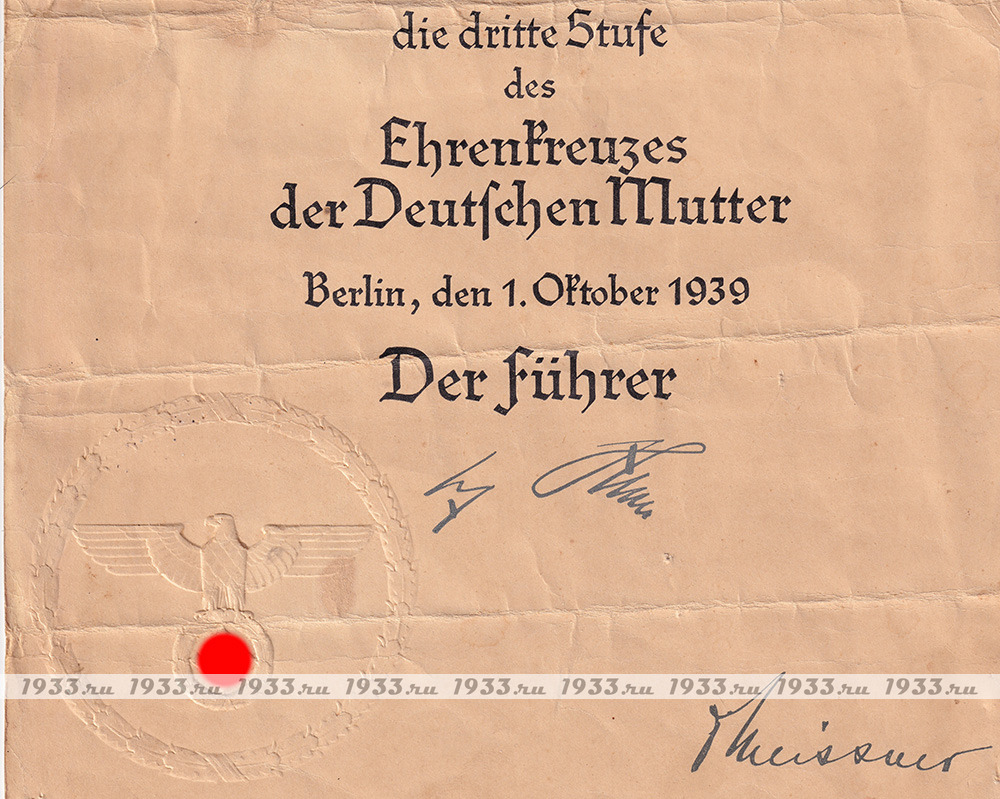 die dritte Stufe
des
Ehrenkreuzes
der Deutschen Mutter
Berlin, den 1. Oktober 1939
Der Führer
1933.ru 1933.ru 1933.ru 1933.ru 1933.ru 1933.ru 1933.ru 1933.ru 1933.ru
Meissner